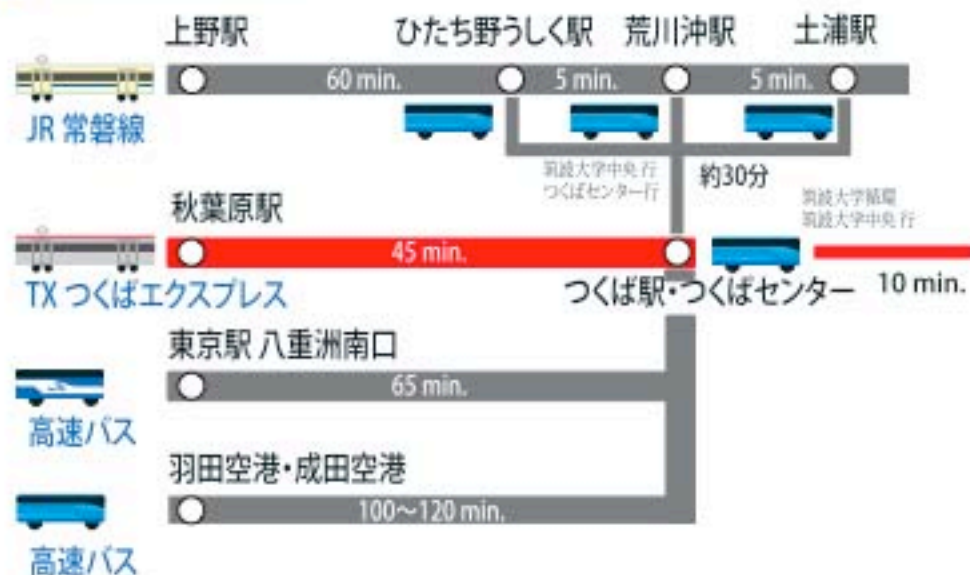 上野駅 ひたち野うしく駅 荒川沖駅 土浦駅
60 min. 5 min. 5 min.
JR 常磐線
筑波大学中央 行
つくばセンター行
約30分
筑波大学循環
筑波大学中央 行
秋葉原駅
45 min.
10 min.
TX つくばエクスプレス
つくば駅・つくばセンター
東京駅 八重洲南口
65 min.
高速バス
羽田空港・成田空港
100～120 min.
高速バス